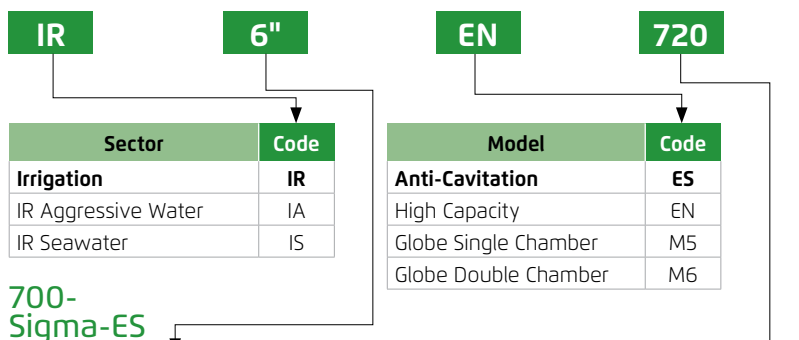 IR 6" EN 720
Sector Code
Irrigation IR
IR Aggressive Water IA
IR Seawater IS
Model Code
Anti-Cavitation ES
High Capacity EN
Globe Single Chamber M5
Globe Double Chamber M6
700-
Sigma-ES